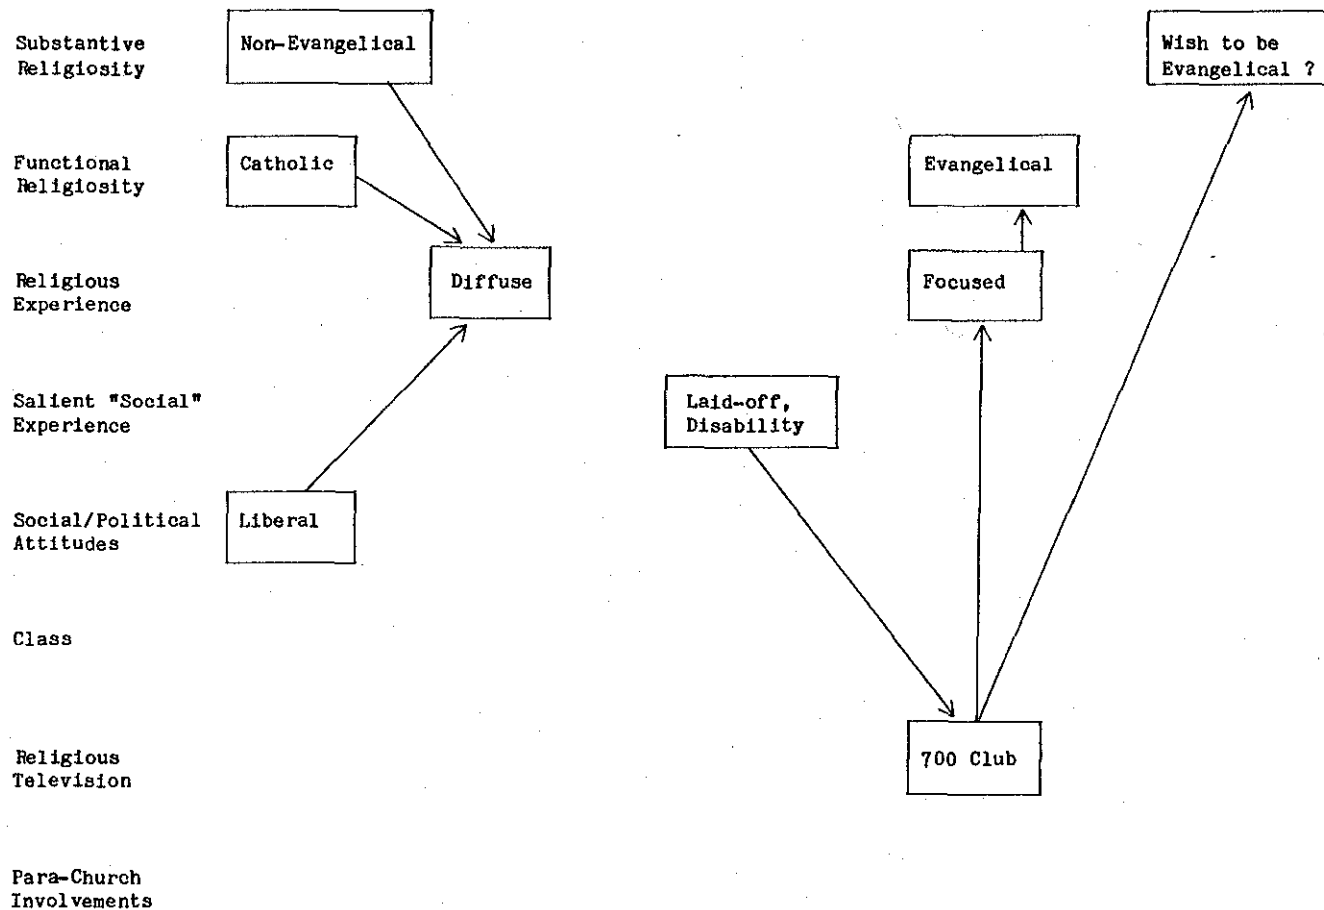 Substantive
Religiosity
Non-Evangelical
Wish to be
Evangelical ?
Functional
Religiosity
Catholic
Evangelical
Religious
Experience
Diffuse
Focused
Salient "Social"
Experience
Laid-off,
Disability
Social/Political
Attitudes
Liberal
Class
Religious
Television
700 Club
Para-Church
Involvements